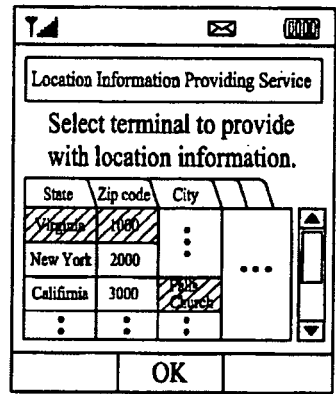 Location Information Providing Service
Select terminal to provide
with location information.
State Zip code City
Virginia 1000
New York 2000
Califirnia 3000 Falls
Church
OK